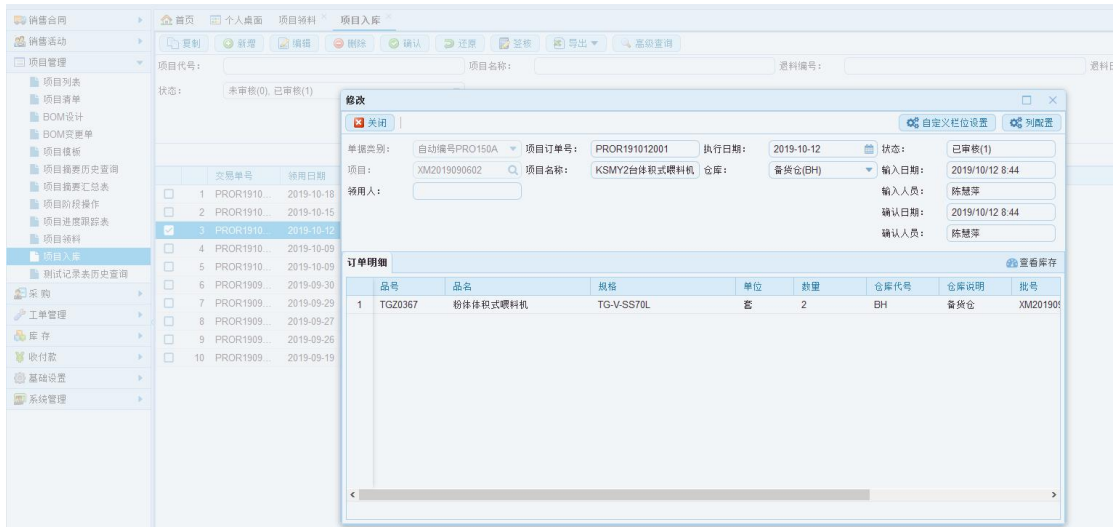 销售合同
销售活动
项目管理
项目列表
项目清单
BOM设计
BOM变更单
项目模板
项目摘要历史查询
项目摘要汇总表
项目阶段操作
项目进度跟踪表
项目领料
项目入库
测试记录表历史查询
采购
工单管理
库存
收付款
基础设置
系统管理
首页 个人桌面 项目领料 项目入库
复制 新增 编辑 删除 确认 还原 签核 导出 高级查询
项目代号: 项目名称: 退料编号: 退料
状态: 未审核(0), 已审核(1)
交易单号 领用日期
1 PROR1910... 2019-10-18
2 PROR1910... 2019-10-15
3 PROR1910... 2019-10-12
4 PROR1910... 2019-10-09
5 PROR1910... 2019-10-09
6 PROR1909... 2019-09-30
7 PROR1909... 2019-09-29
8 PROR1909... 2019-09-27
9 PROR1909... 2019-09-26
10 PROR1909... 2019-09-19
修改
关闭 自定义栏位设置 列配置
单据类别: 自动编号PRO150A 项目订单号: PROR191012001 执行日期: 2019-10-12 状态: 已审核(1)
项目: XM2019090602 项目名称: KSMY2台体积式喂料机 仓库: 备货仓(BH) 输入日期: 2019/10/12 8:44
领用人: 输入人员: 陈慧萍
确认日期: 2019/10/12 8:44
确认人员: 陈慧萍
订单明细 查看库存
品号 品名 规格 单位 数量 仓库代号 仓库说明 批号
1 TGZ0367 粉体体积式喂料机 TG-V-SS70L 套 2 BH 备货仓 XM201909